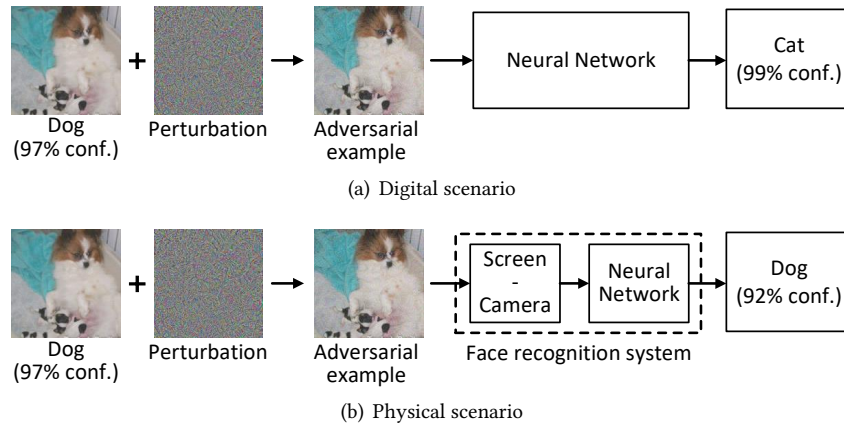 +
Neural Network
Cat
(99% conf.)
Dog
(97% conf.)
Perturbation
Adversarial
example
(a) Digital scenario
+
Screen
-
Camera
Neural
Network
Dog
(92% conf.)
Dog
(97% conf.)
Perturbation
Adversarial
example
Face recognition system
(b) Physical scenario